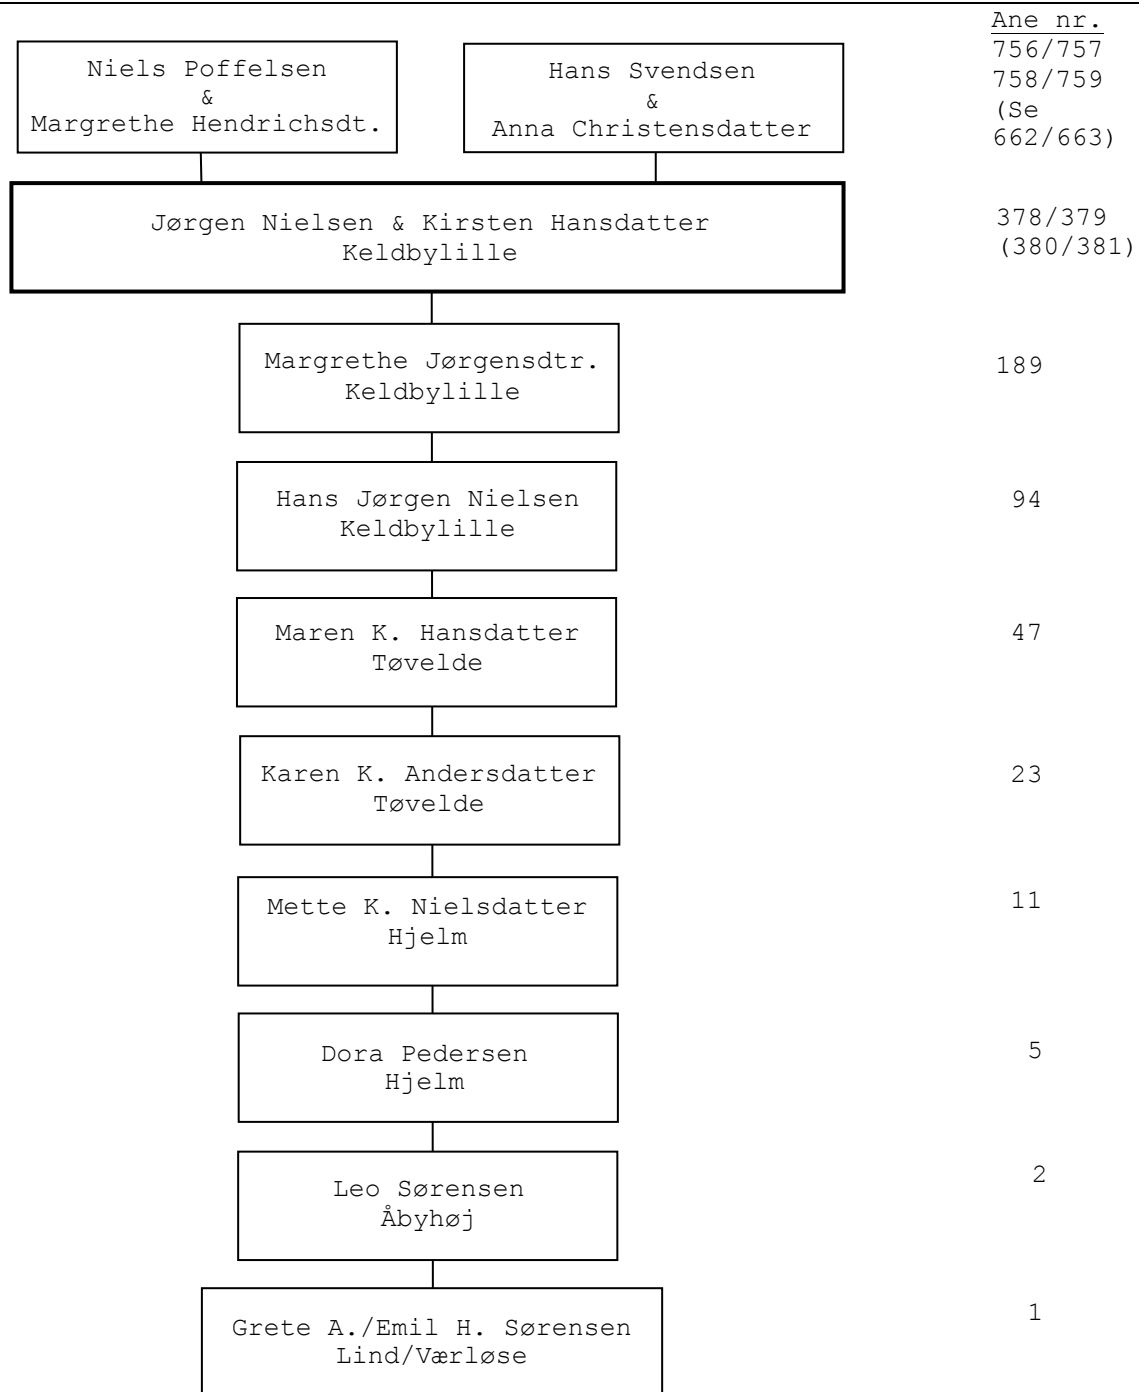 Ane nr.
756/757
758/759
(Se
662/663)
Niels Poffelsen
&
Margrethe Hendrichsdt.
Hans Svendsen
&
Anna Christensdatter
Jørgen Nielsen & Kirsten Hansdatter
Keldbylille
378/379
(380/381)
Margrethe Jørgensdtr.
Keldbylille
189
Hans Jørgen Nielsen
Keldbylille
94
Maren K. Hansdatter
Tøvelde
47
Karen K. Andersdatter
Tøvelde
23
Mette K. Nielsdatter
Hjelm
11
Dora Pedersen
Hjelm
5
Leo Sørensen
Åbyhøj
2
Grete A./Emil H. Sørensen
Lind/Værløse
1